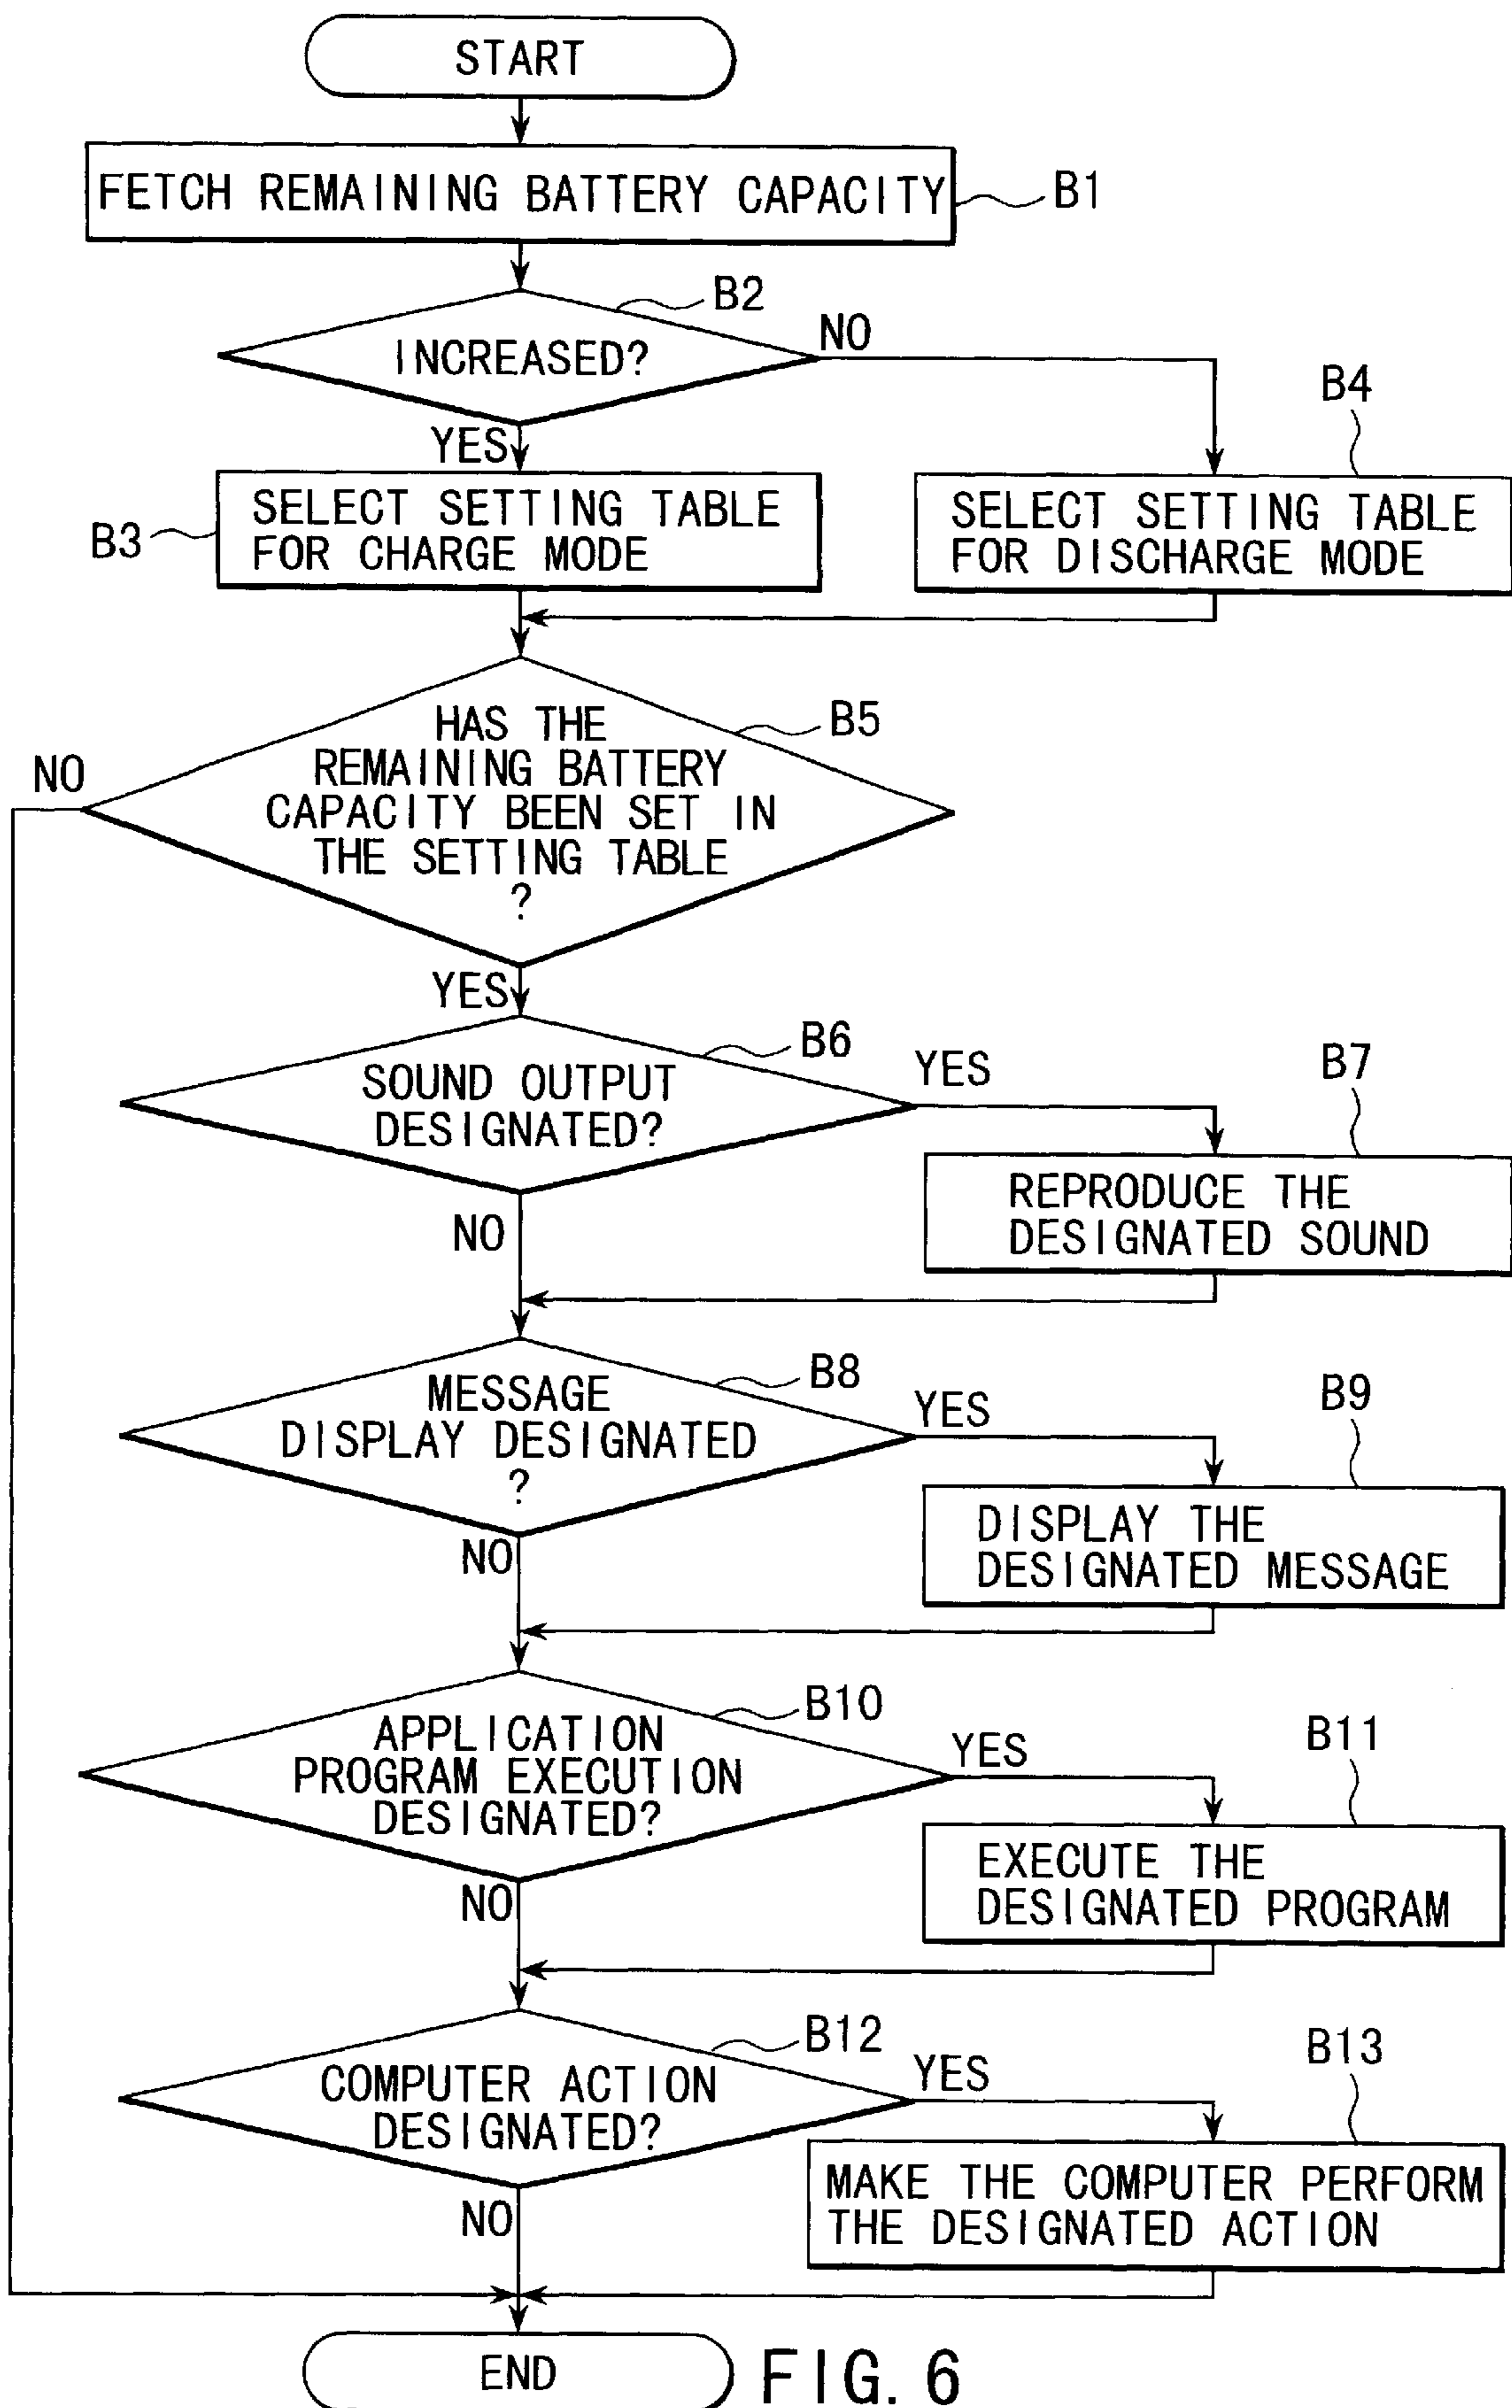 START
FETCH REMAINING BATTERY CAPACITY
B1
B2
INCREASED?
NO
YES
B4
B3
SELECT SETTING TABLE
FOR CHARGE MODE
SELECT SETTING TABLE
FOR DISCHARGE MODE
B5
HAS THE
REMAINING BATTERY
CAPACITY BEEN SET IN
THE SETTING TABLE
?
NO
YES
B6
SOUND OUTPUT
DESIGNATED?
YES
B7
REPRODUCE THE
DESIGNATED SOUND
NO
B8
MESSAGE
DISPLAY DESIGNATED
?
YES
B9
DISPLAY THE
DESIGNATED MESSAGE
NO
B10
APPLICATION
PROGRAM EXECUTION
DESIGNATED?
YES
B11
EXECUTE THE
DESIGNATED PROGRAM
NO
B12
COMPUTER ACTION
DESIGNATED?
YES
B13
MAKE THE COMPUTER PERFORM
THE DESIGNATED ACTION
NO
END
FIG. 6